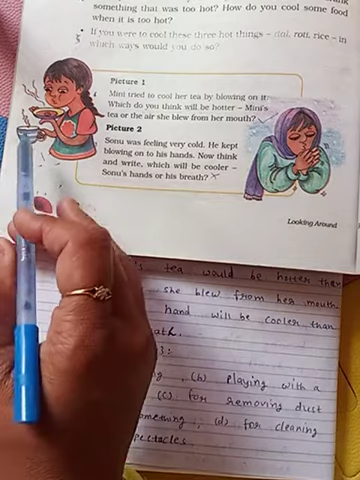 something that was too hot? How do you cool some food
when it is too hot?
• If you were to cool these three hot things – dal, roti, rice – in
which ways would you do so?
Picture 1
Mini tried to cool her tea by blowing on it.
Which do you think will be hotter – Mini's
tea or the air she blew from her mouth?
Picture 2
Sonu was feeling very cold. He kept
blowing on to his hands. Now think
and write, which will be cooler –
Sonu's hands or his breath?
Looking Around
tea would be hotter than
she blew from her mouth.
hand will be cooler than
3:
(b) Playing with a
(c) for removing dust
(d) for cleaning
spectacles.